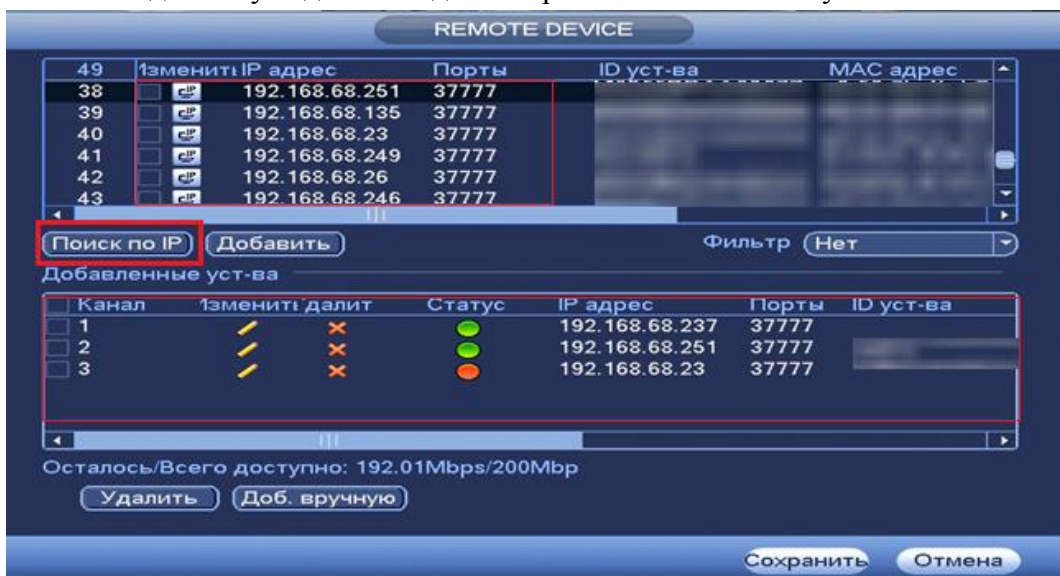 REMOTE DEVICE
49 Ізменитι IP адрес Порты ID уст-ва MAC адрес
38 192.168.68.251 37777
39 192.168.68.135 37777
40 192.168.68.23 37777
41 192.168.68.249 37777
42 192.168.68.26 37777
43 192.168.68.246 37777
Поиск по IP Добавить Фильтр Нет
Добавленные уст-ва
Канал Ізменитι далит Статус IP адрес Порты ID уст-ва
1 192.168.68.237 37777
2 192.168.68.251 37777
3 192.168.68.23 37777
Осталось/Всего доступно: 192.01Mbps/200Mbp
Удалить Доб. вручную
Сохранить Отмена